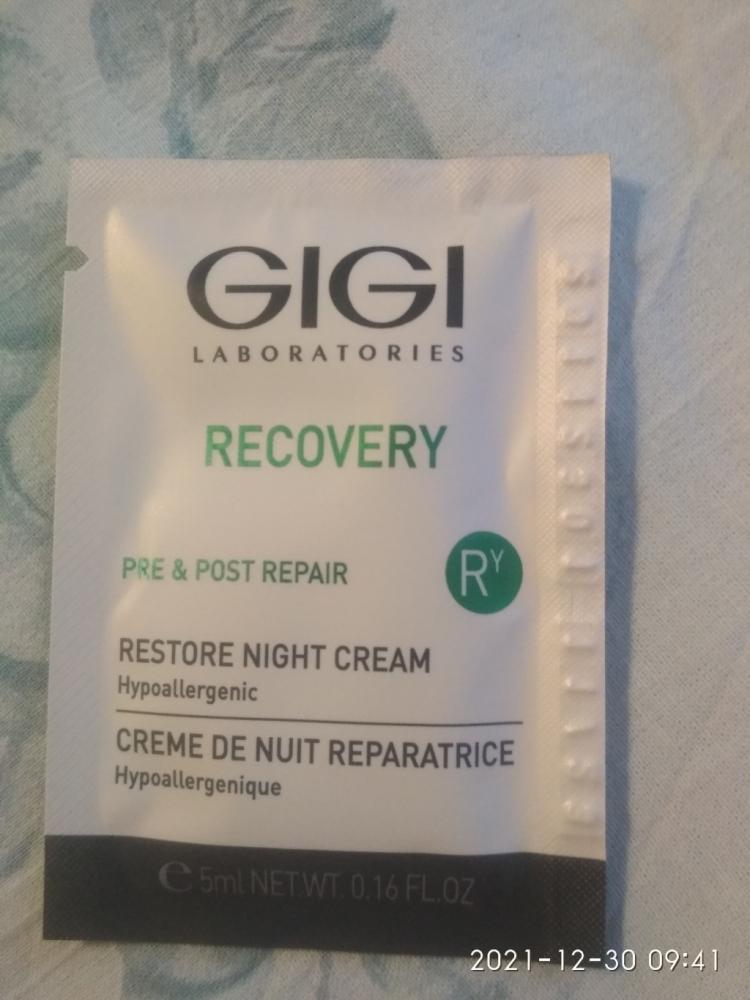 GIGI
LABORATORIES
RECOVERY
PRE & POST REPAIR
RY
RESTORE NIGHT CREAM
Hypoallergenic
CREME DE NUIT REPARATRICE
Hypoallergenique
e 5ml NET.WT. 0.16 FL.OZ
2021-12-30 09:41